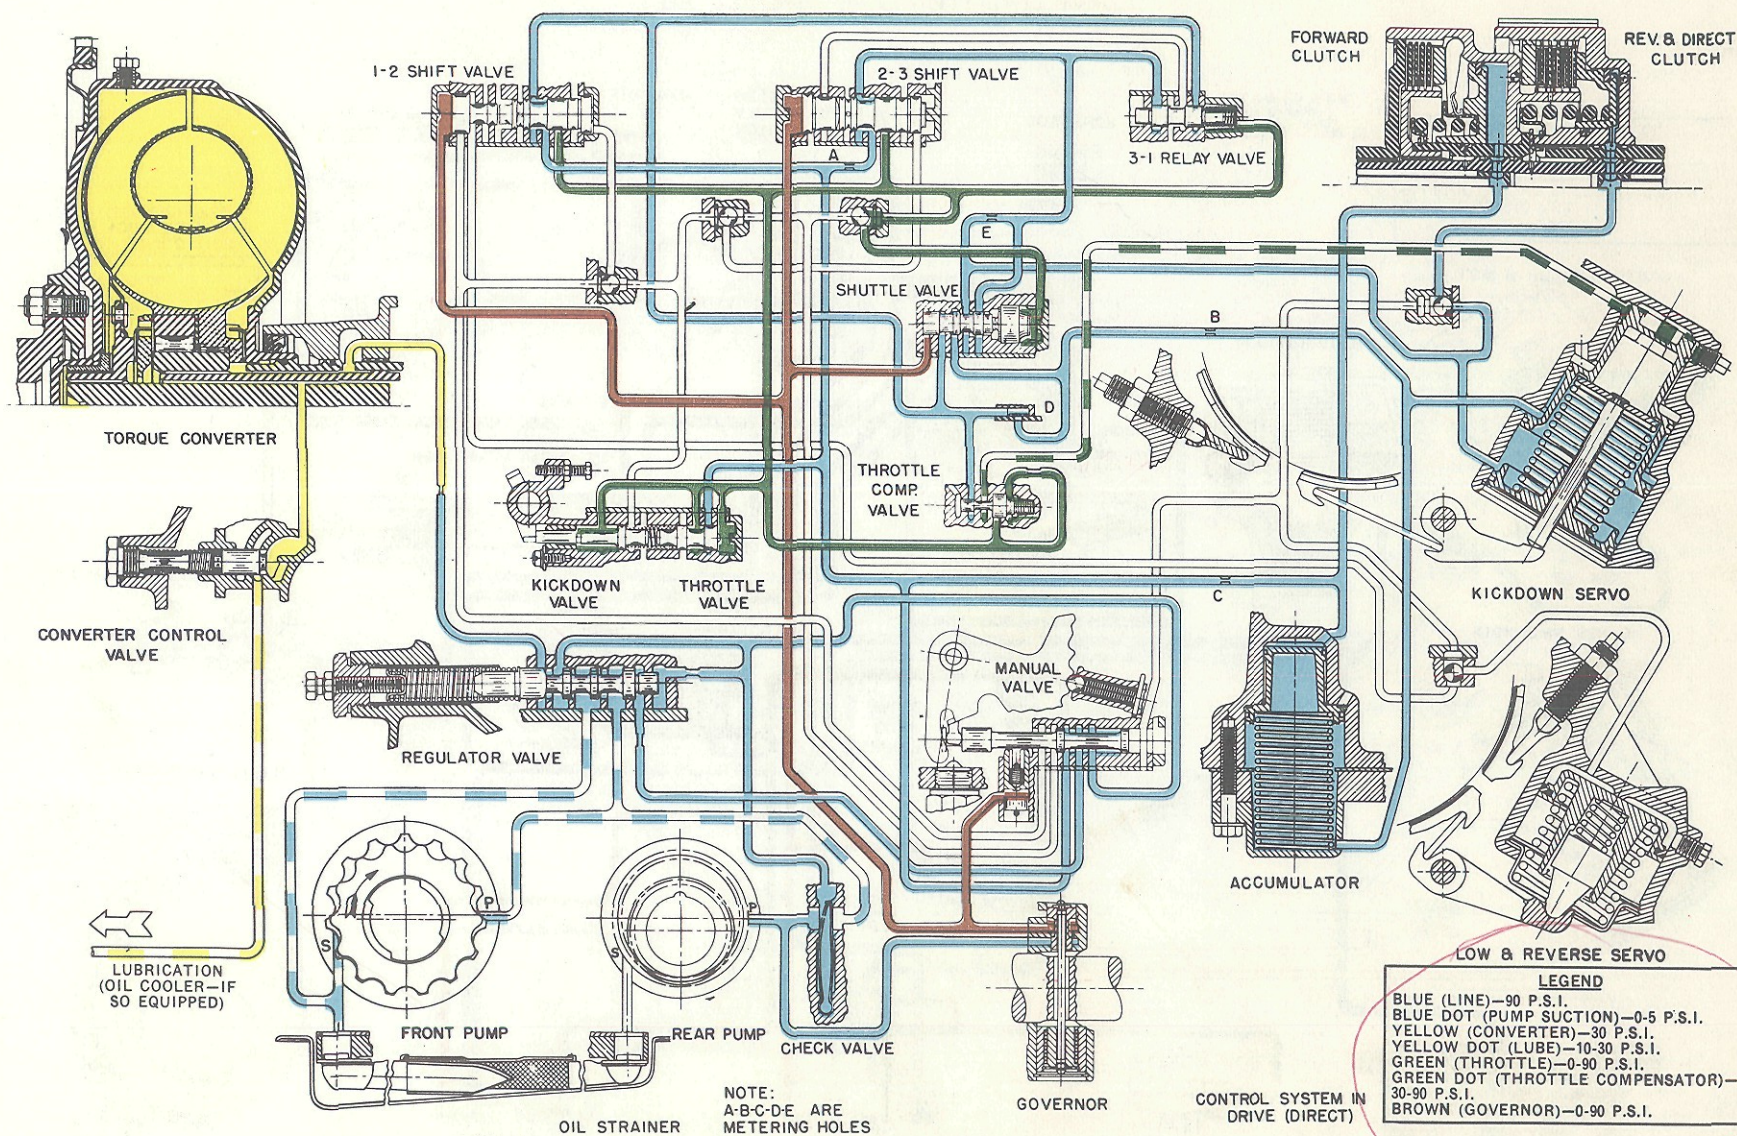 FORWARD
CLUTCH
REV. & DIRECT
CLUTCH
1-2 SHIFT VALVE
2-3 SHIFT VALVE
3-1 RELAY VALVE
A
E
SHUTTLE VALVE
B
D
TORQUE CONVERTER
THROTTLE
COMP.
VALVE
KICKDOWN
VALVE
THROTTLE
VALVE
C
KICKDOWN SERVO
CONVERTER CONTROL
VALVE
MANUAL
VALVE
REGULATOR VALVE
ACCUMULATOR
P
S
P
S
LOW & REVERSE SERVO
LUBRICATION
(OIL COOLER–IF
SO EQUIPPED)
FRONT PUMP
REAR PUMP
CHECK VALVE
GOVERNOR
OIL STRAINER
NOTE:
A-B-C-D-E ARE
METERING HOLES
CONTROL SYSTEM IN
DRIVE (DIRECT)
LEGEND
BLUE (LINE)–90 P.S.I.
BLUE DOT (PUMP SUCTION)–0-5 P.S.I.
YELLOW (CONVERTER)–30 P.S.I.
YELLOW DOT (LUBE)–10-30 P.S.I.
GREEN (THROTTLE)–0-90 P.S.I.
GREEN DOT (THROTTLE COMPENSATOR)–
30-90 P.S.I.
BROWN (GOVERNOR)–0-90 P.S.I.